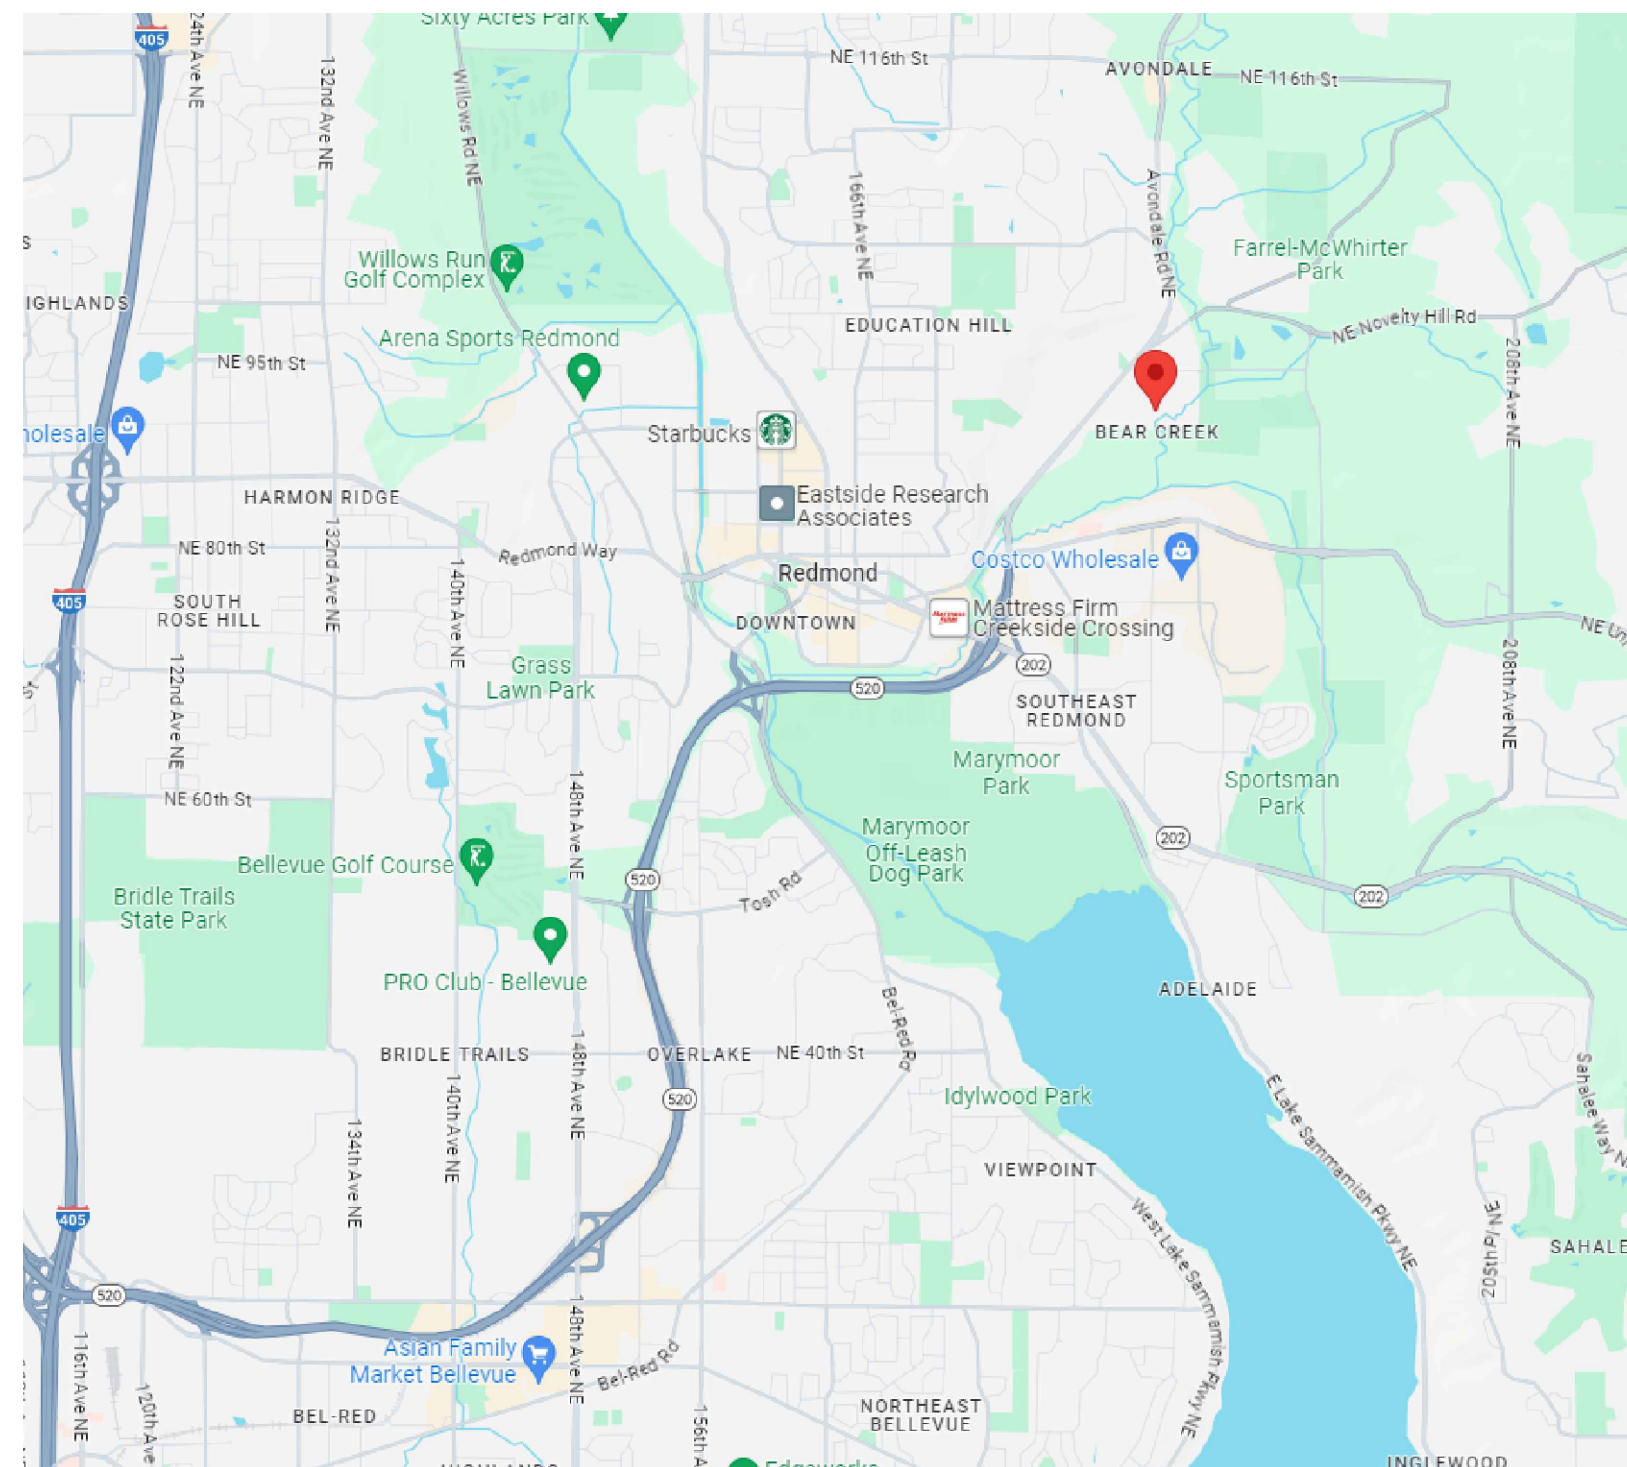 Sixty Acres Park
405
24th Ave NE
132nd Ave NE
Willows Rd NE
NE 116th St
AVONDALE
NE 116th St
166th Ave NE
Avondale Rd NE
Farrel-McWhirter
Park
Willows Run
Golf Complex
IGHLANDS
EDUCATION HILL
NE Novelty Hill Rd
Arena Sports Redmond
NE 95th St
208th Ave NE
holesale
Starbucks
BEAR CREEK
HARMON RIDGE
Eastside Research
Associates
132nd Ave NE
NE 80th St
Redmond Way
Costco Wholesale
Redmond
140th Ave NE
405
SOUTH
ROSE HILL
DOWNTOWN
Mattress Firm
Mattress Firm
Creekside Crossing
NE Un
122nd Ave NE
Grass
Lawn Park
202
520
208th Ave NE
SOUTHEAST
REDMOND
Marymoor
Park
Sportsman
Park
NE 60th St
148th Ave NE
Marymoor
Off-Leash
Dog Park
202
Bellevue Golf Course
520
Tosh Rd
202
Bridle Trails
State Park
PRO Club - Bellevue
ADELAIDE
Bel-Red Rd
BRIDLE TRAILS
148th Ave NE
OVERLAKE
NE 40th St
140th Ave NE
520
Idylwood Park
E Lake Sammamish Pkwy NE
Sahalee Way N
134th Ave NE
VIEWPOINT
405
West Lake Sammamish Pkwy NE
205th Pl NE
SAHALE
520
148th Ave NE
116th Ave NE
Asian Family
Market Bellevue
Bel-Red Rd
120th Ave
BEL-RED
156th A
NORTHEAST
BELLEVUE
HIGHLANDS
Edgeworks
INGLEWOOD